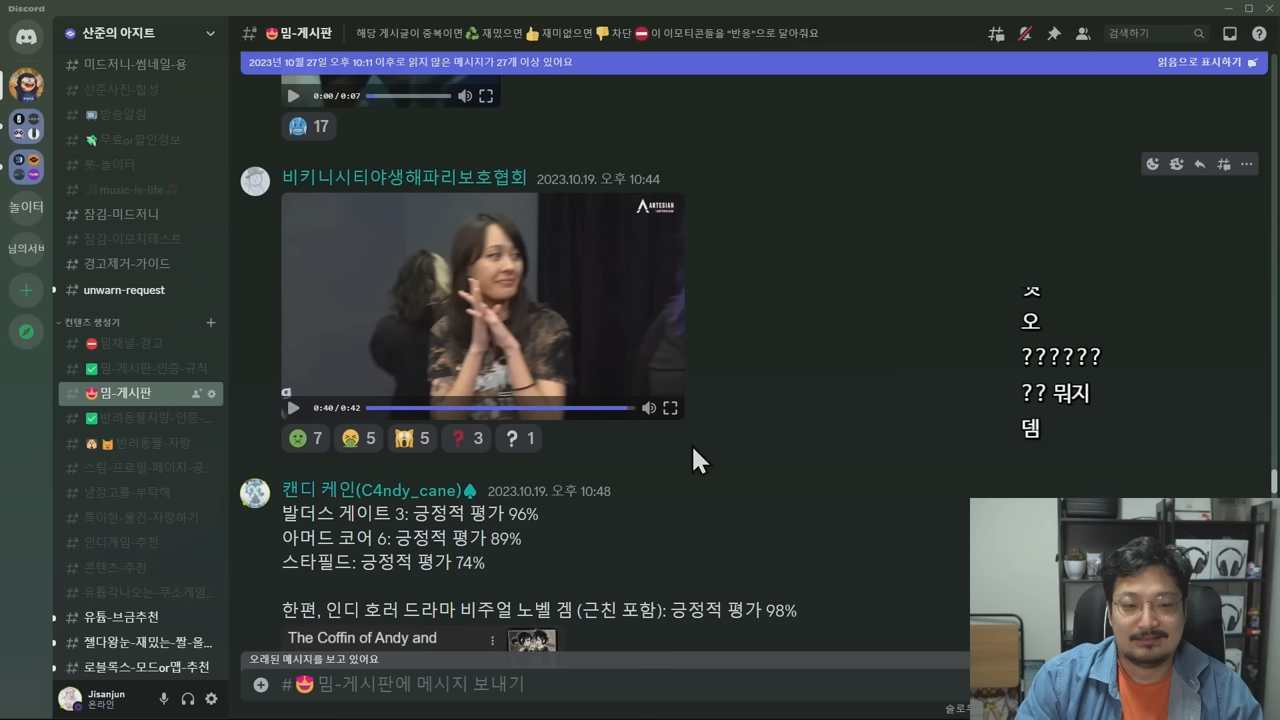 Discord
산준의 아지트
😍밈-게시판
해당 게시글이 중복이면 ♻ 재밌으면 👍 재미없으면 👎 차단 ⛔ 이 이모티콘들을 "반응"으로 달아줘요
검색하기
2023년 10월 27일 오후 10:11 이후로 읽지 않은 메시지가 27개 이상 있어요
읽음으로 표시하기
미드저니-썸네일-용
산준사진-합성
방송알림
무료or할인정보
봇-놀이터
music-is-life
잠김-미드저니
잠김-이모지테스트
경고제거-가이드
unwarn-request
컨텐츠 생성기
밈채널-경고
밈-게시판-인증-규칙
밈-게시판
반려동물자랑-인증-...
반려동물-자랑
스팀-프로필-페이지-공...
냉장고를-부탁해
특이한-물건-자랑하기
인디게임-추천
콘텐츠-추천
유튭각나오는-쿠소게임...
유튭-브금추천
젤다왕눈-재밌는-짤-올...
로블록스-모드or맵-추천
놀이터
님의서버
Jisanjun
온라인
0:00/0:07
17
비키니시티야생해파리보호협회 2023.10.19. 오후 10:44
ARTESIAN
0:40/0:42
7 5 5 ? 3 ? 1
캔디 케인(C4ndy_cane)♠ 2023.10.19. 오후 10:48
발더스 게이트 3: 긍정적 평가 96%
아머드 코어 6: 긍정적 평가 89%
스타필드: 긍정적 평가 74%
한편, 인디 호러 드라마 비주얼 노벨 겜 (근친 포함): 긍정적 평가 98%
The Coffin of Andy and
오래된 메시지를 보고 있어요
#😍밈-게시판에 메시지 보내기
슬로우
오
??????
?? 뭐지
뎀